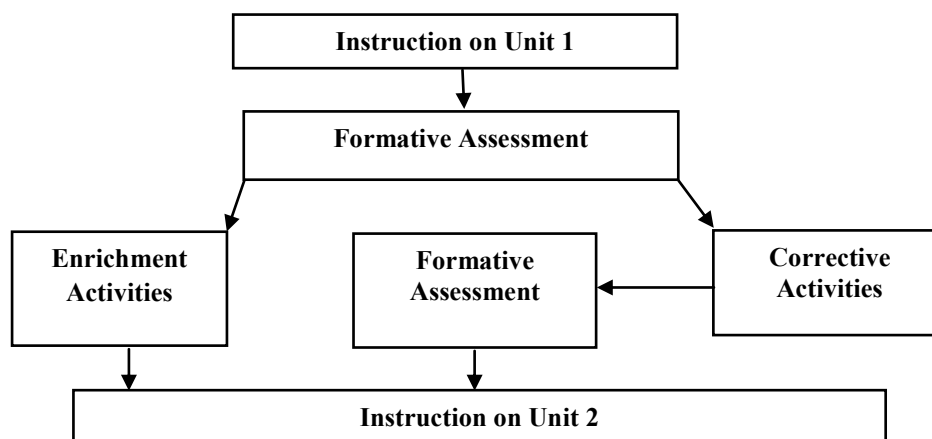 Instruction on Unit 1
Formative Assessment
Enrichment
Activities
Formative
Assessment
Corrective
Activities
Instruction on Unit 2